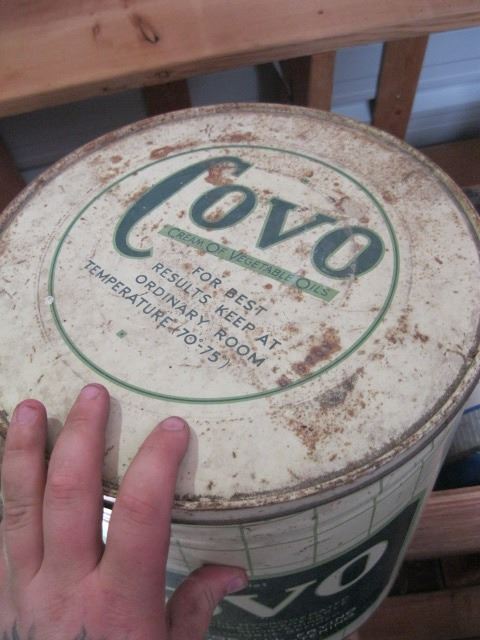 Covo
CREAM OF VEGETABLE OILS
FOR BEST
RESULTS KEEP AT
ORDINARY ROOM
TEMPERATURE (70°-75°)
OVO